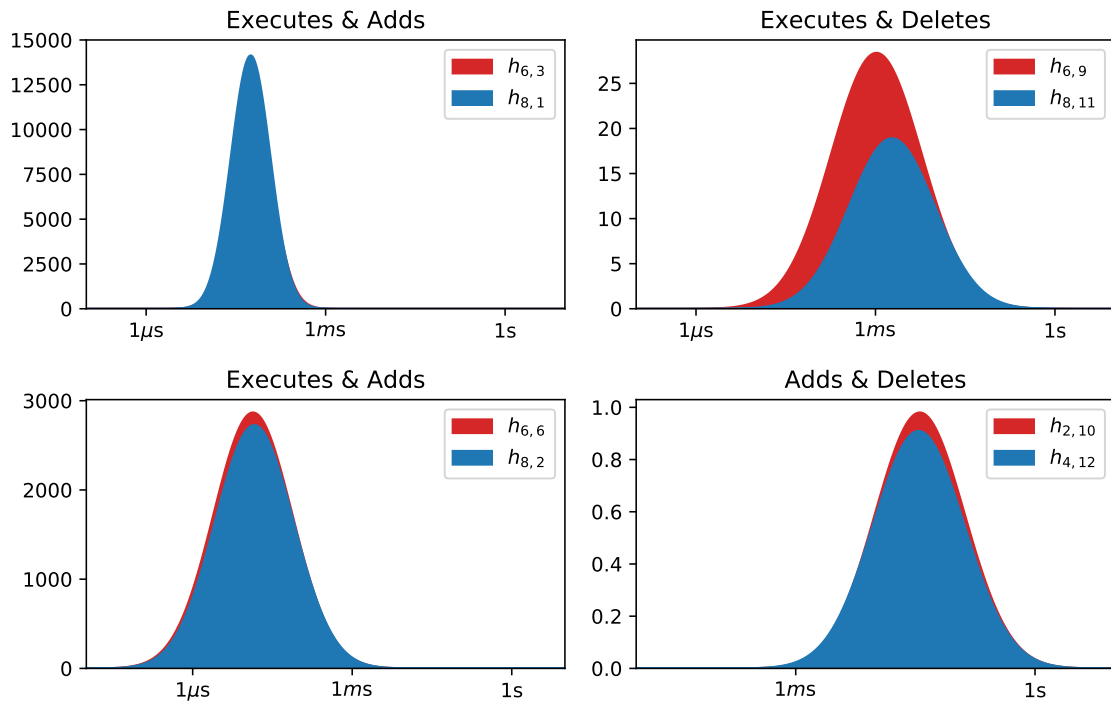 Executes & Adds
15000
12500
10000
7500
5000
2500
0
1μs
1ms
1s
h6,3
h8,1
Executes & Deletes
25
20
15
10
5
0
1μs
1ms
1s
h6,9
h8,11
Executes & Adds
3000
2000
1000
0
1μs
1ms
1s
h6,6
h8,2
Adds & Deletes
1.0
0.8
0.6
0.4
0.2
0.0
1ms
1s
h2,10
h4,12